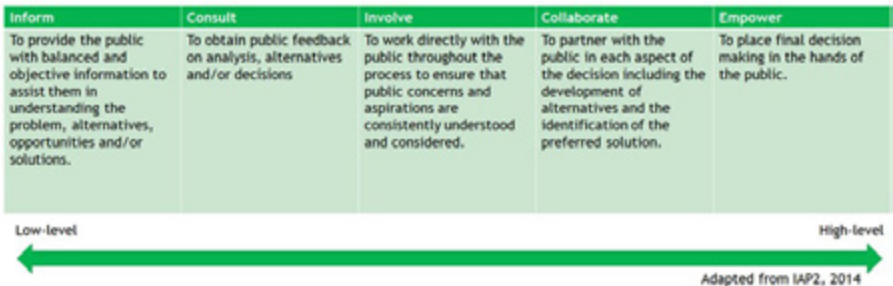 Inform
To provide the public
with balanced and
objective information to
assist them in
understanding the
problem, alternatives,
opportunities and/or
solutions.
Consult
To obtain public feedback
on analysis, alternatives
and/or decisions
Involve
To work directly with the
public throughout the
process to ensure that
public concerns and
aspirations are
consistently understood
and considered.
Collaborate
To partner with the
public in each aspect of
the decision including the
development of
alternatives and the
identification of the
preferred solution.
Empower
To place final decision
making in the hands of
the public.
Low-level
High-level
Adapted from IAP2, 2014